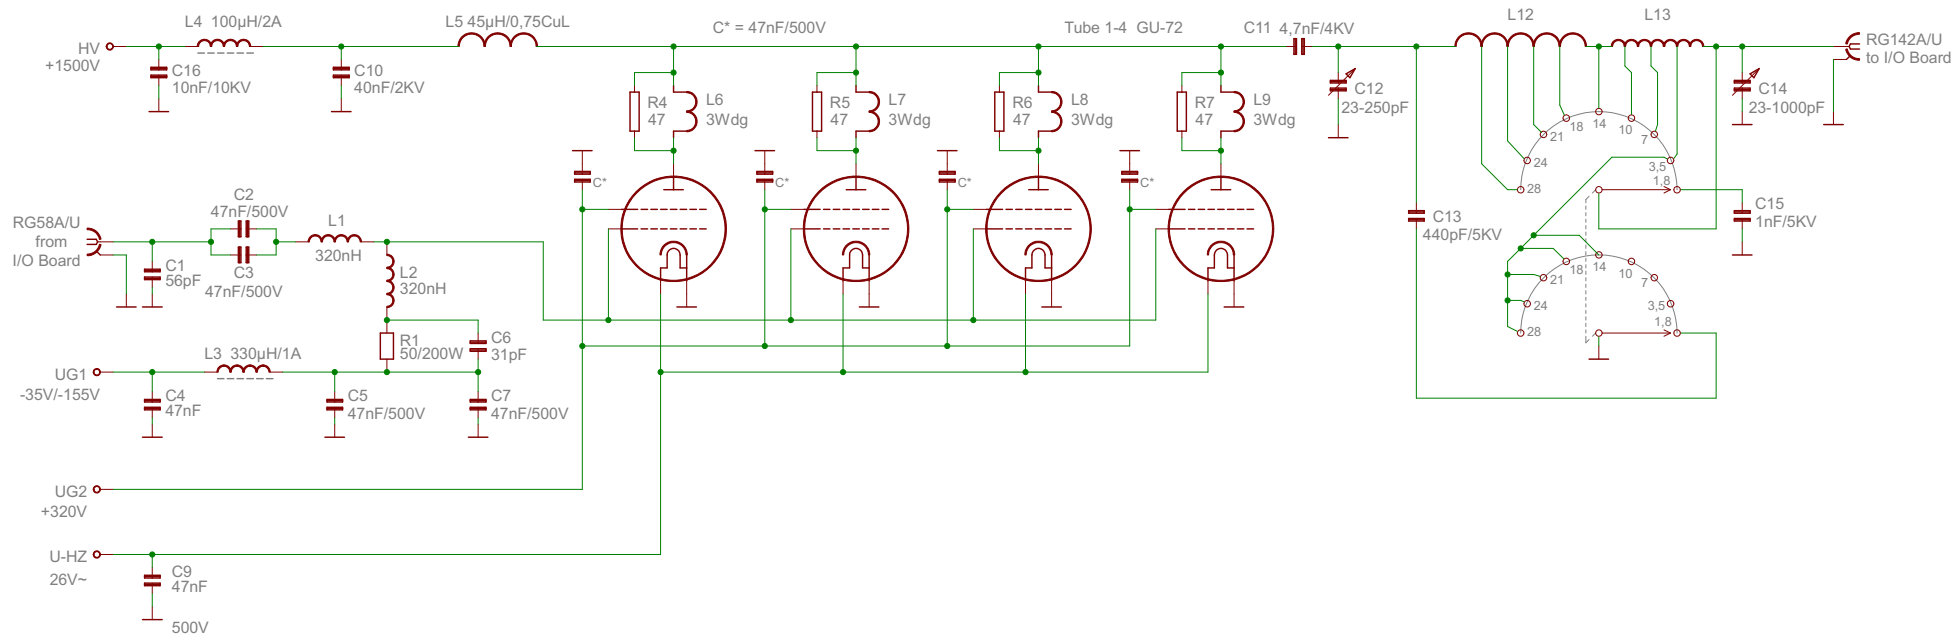 L4 100µH/2A
L5 45µH/0,75CuL
C* = 47nF/500V
Tube 1-4 GU-72
C11 4,7nF/4KV
L12
L13
HV
+1500V
C16
10nF/10KV
C10
40nF/2KV
R4
47
L6
3Wdg
R5
47
L7
3Wdg
R6
47
L8
3Wdg
R7
47
L9
3Wdg
C12
23-250pF
C14
23-1000pF
RG142A/U
to I/O Board
C*
C*
C*
C*
28
24
21
18
14
10
7
3,5
1,8
C13
440pF/5KV
C15
1nF/5KV
28
24
21
18
14
10
7
3,5
1,8
RG58A/U
from
I/O Board
C1
56pF
C2
47nF/500V
C3
47nF/500V
L1
320nH
L2
320nH
R1
50/200W
C6
31pF
L3 330µH/1A
UG1
-35V/-155V
C4
47nF
C5
47nF/500V
C7
47nF/500V
UG2
+320V
U-HZ
26V~
C9
47nF
500V